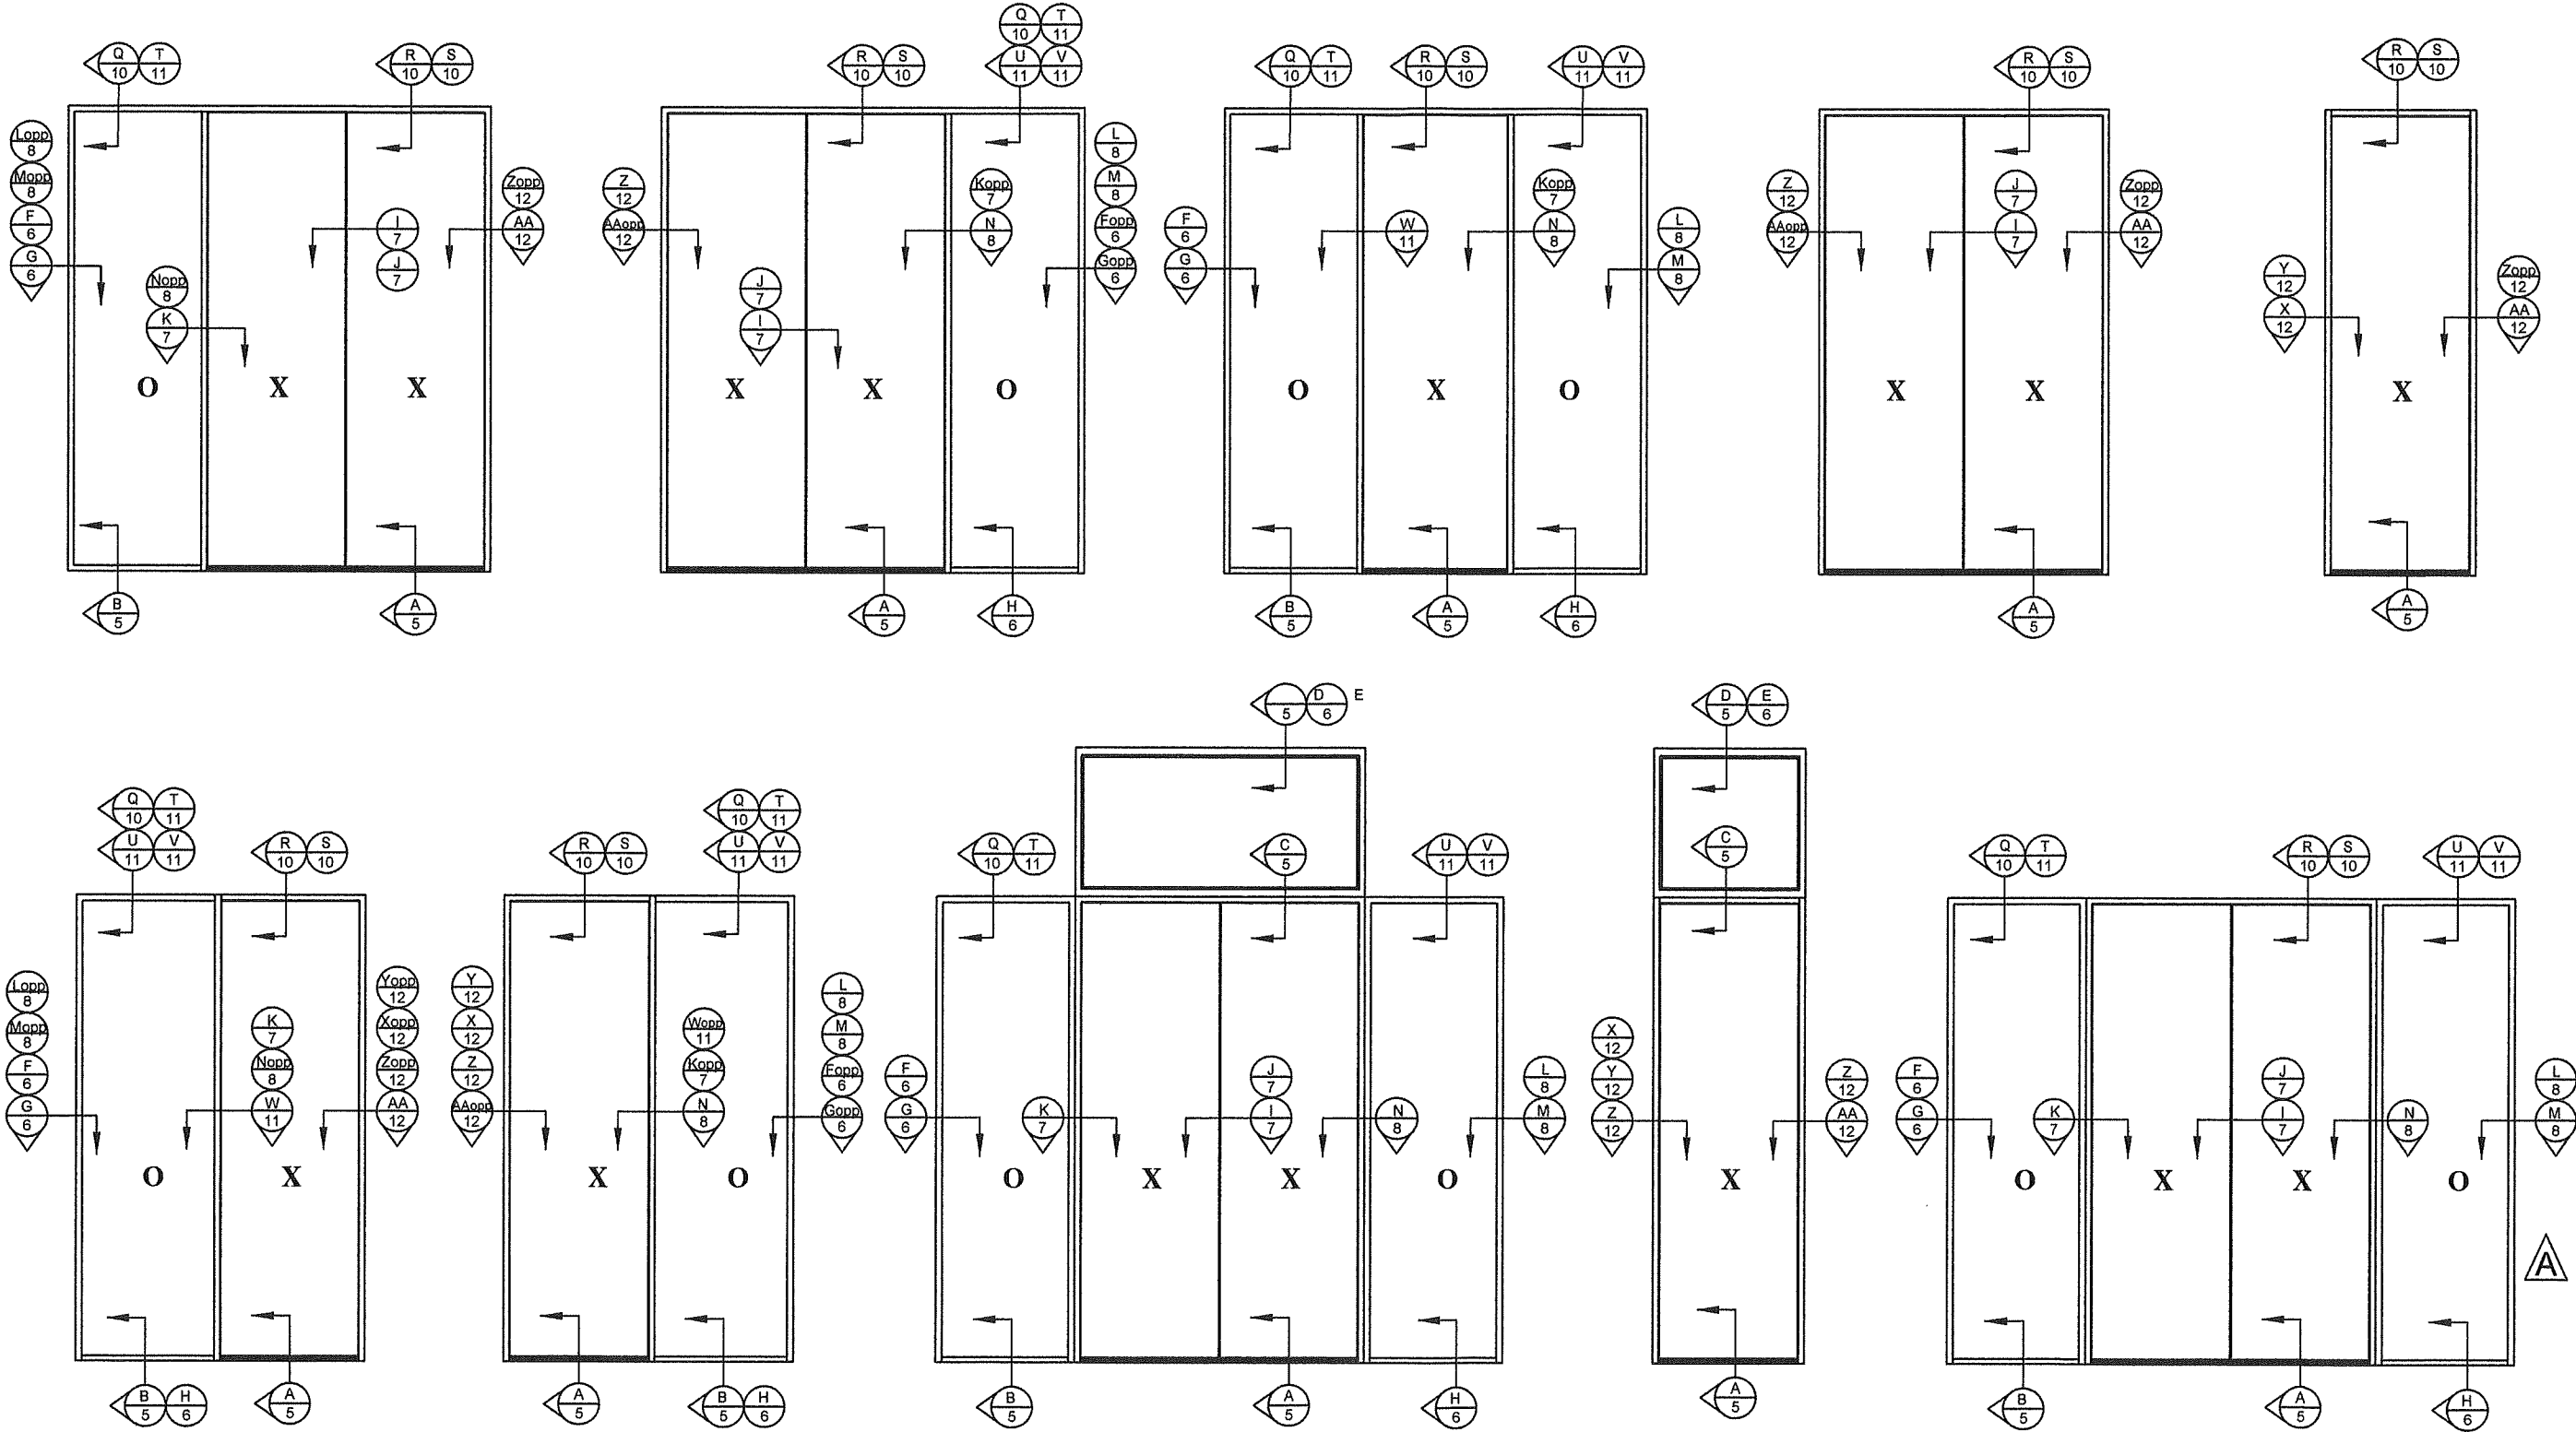 Q T
10 11
R S
10 10
Lopp
8
Mopp
8
F
6
G
6
Nopp
8
K
7
I
7
J
7
Zopp
12
AA
12
O X X
B
5
A
5
R S
10 10
Q T
10 11
U V
11 11
Z
12
AAopp
12
J
7
I
7
Kopp
7
N
8
L
8
M
8
Fopp
6
Gopp
6
X X O
A
5
H
6
Q T
10 11
R S
10 10
U V
11 11
F
6
G
6
W
11
Kopp
7
N
8
L
8
M
8
O X O
B
5
A
5
H
6
R S
10 10
Z
12
AAopp
12
J
7
I
7
Zopp
12
AA
12
X X
A
5
R S
10 10
Y
12
X
12
Zopp
12
AA
12
X
A
5
Q T
10 11
U V
11 11
R S
10 10
Lopp
8
Mopp
8
F
6
G
6
K
7
Nopp
8
W
11
Yopp
12
Xopp
12
Zopp
12
AA
12
O X
B H
5 6
A
5
R S
10 10
Q T
10 11
U V
11 11
Y
12
X
12
Z
12
AAopp
12
Wopp
11
Kopp
7
N
8
L
8
M
8
Fopp
6
Gopp
6
X O
A
5
B H
5 6
D E
5 6
Q T
10 11
C
5
U V
11 11
F
6
G
6
K
7
J
7
I
7
N
8
L
8
M
8
O X X O
B
5
A
5
H
6
D E
5 6
C
5
X
12
Y
12
Z
12
Z
12
AA
12
X
A
5
Q T
10 11
R S
10 10
U V
11 11
F
6
G
6
K
7
J
7
I
7
N
8
L
8
M
8
O X X O
A
B
5
A
5
H
6